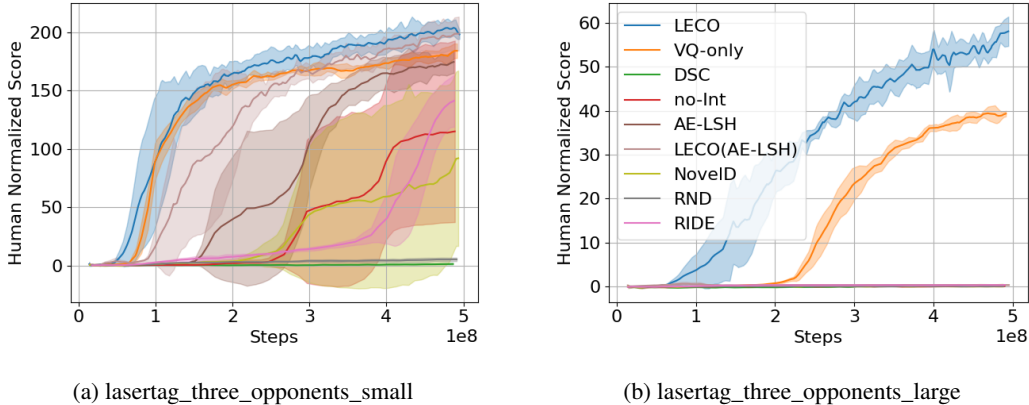 Human Normalized Score
200
150
100
50
0
0
1
2
3
4
5
Steps
1e8
(a) lasertag_three_opponents_small
Human Normalized Score
60
50
40
30
20
10
0
LECO
VQ-only
DSC
no-Int
AE-LSH
LECO(AE-LSH)
NovelD
RND
RIDE
0
1
2
3
4
5
Steps
1e8
(b) lasertag_three_opponents_large